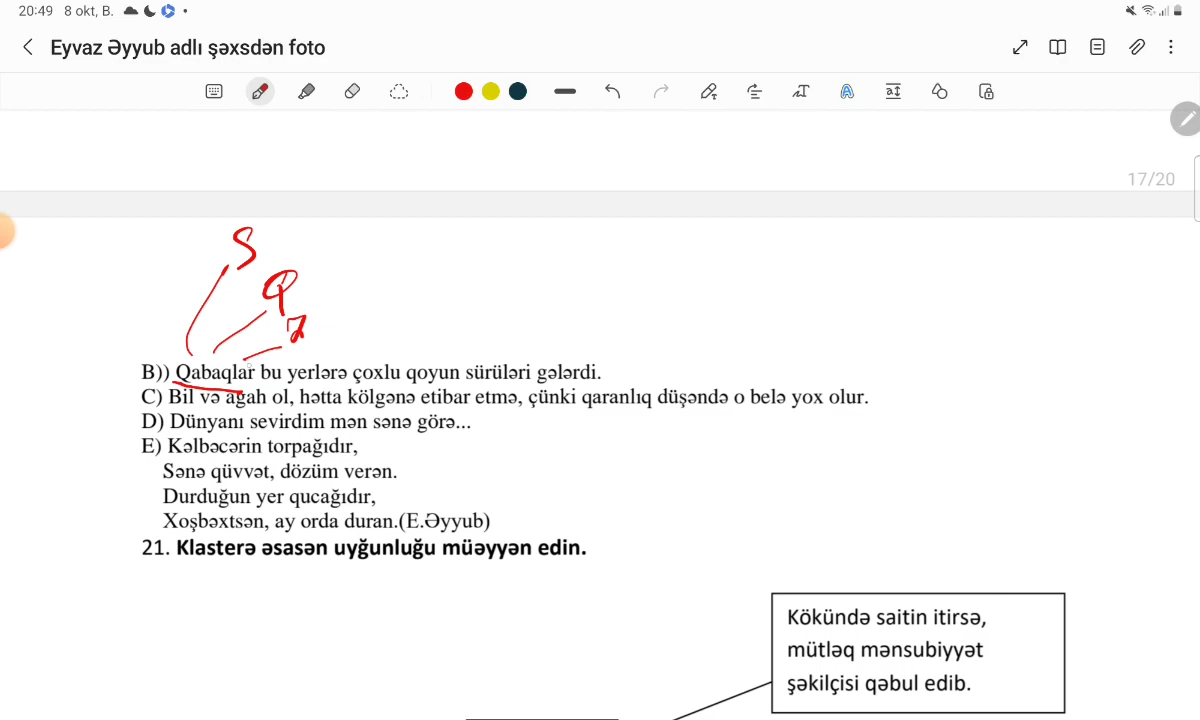 20:49 8 okt, B.
Eyvaz Əyyub adlı şəxsdən foto
17/20
S
Q
Z
B)) Qabaqlar bu yerlərə çoxlu qoyun sürüləri gələrdi.
C) Bil və agah ol, hətta kölgənə etibar etmə, çünki qaranlıq düşəndə o belə yox olur.
D) Dünyanı sevirdim mən sənə görə...
E) Kəlbəcərin torpağıdır,
Sənə qüvvət, dözüm verən.
Durduğun yer qucağıdır,
Xoşbəxtsən, ay orda duran.(E.Əyyub)
21. Klasterə əsasən uyğunluğu müəyyən edin.
Kökündə saitin itirsə,
mütləq mənsubiyyət
şəkilçisi qəbul edib.